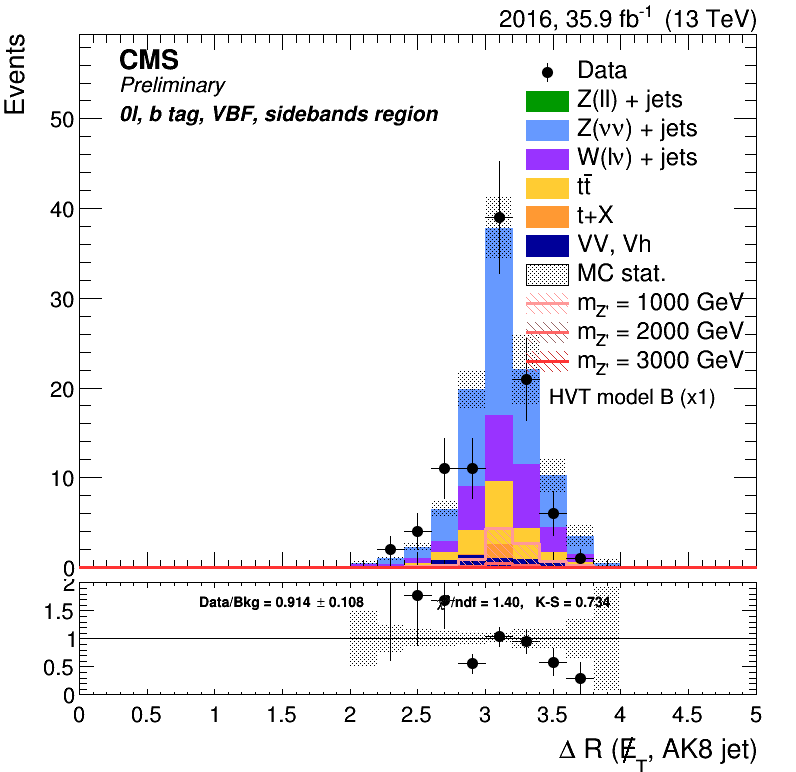 2016, 35.9 fb⁻¹ (13 TeV)
Events
CMS
Preliminary
0l, b tag, VBF, sidebands region
Data
Z(ll) + jets
Z(νν) + jets
W(lν) + jets
tt̄
t+X
VV, Vh
MC stat.
m_Z' = 1000 GeV
m_Z' = 2000 GeV
m_Z' = 3000 GeV
HVT model B (x1)
50
40
30
20
10
0
2
1.5
1
0.5
0
Data/Bkg = 0.914 ± 0.108 χ²/ndf = 1.40, K-S = 0.734
0 0.5 1 1.5 2 2.5 3 3.5 4 4.5 5
Δ R (E̸_T, AK8 jet)